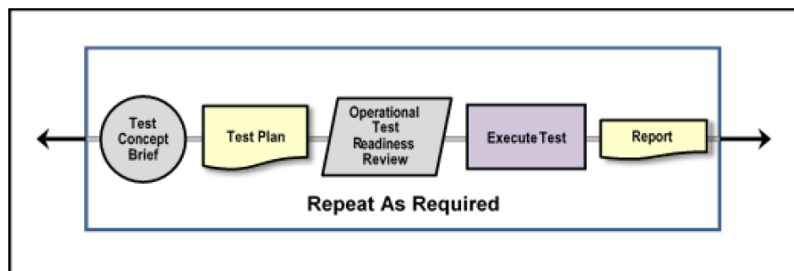 Test
Concept
Brief
Test Plan
Operational
Test
Readiness
Review
Execute Test
Report
Repeat As Required